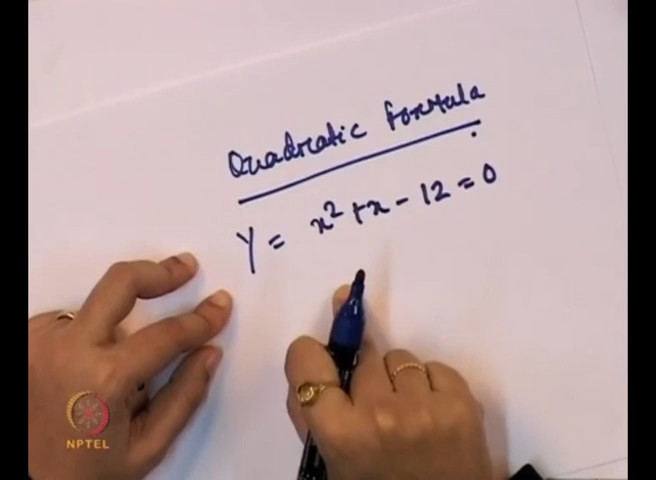 Quadratic formula
Y = x² + x - 12 = 0
NPTEL